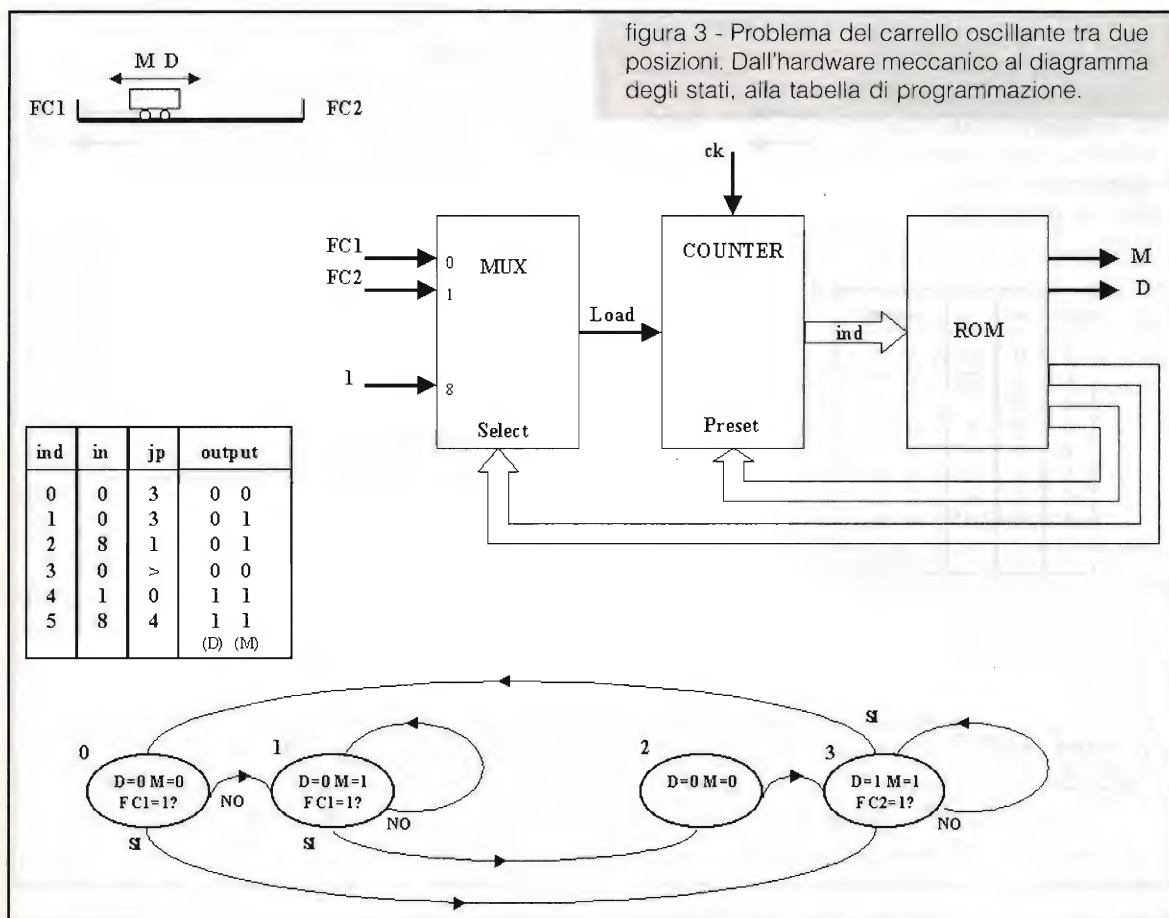 figura 3 - Problema del carrello oscillante tra due
posizioni. Dall'hardware meccanico al diagramma
degli stati, alla tabella di programmazione.
M D
FC1
FC2
ck
FC1
FC2
1
0
1
8
MUX
Select
Load
COUNTER
Preset
ind
ROM
M
D
ind in jp output
0 0 3 0 0
1 0 3 0 1
2 8 1 0 1
3 0 > 0 0
4 1 0 1 1
5 8 4 1 1
(D) (M)
0
D=0 M=0
FC1=1?
NO
SI
1
D=0 M=1
FC1=1?
NO
SI
2
D=0 M=0
3
SI
D=1 M=1
FC2=1?
NO